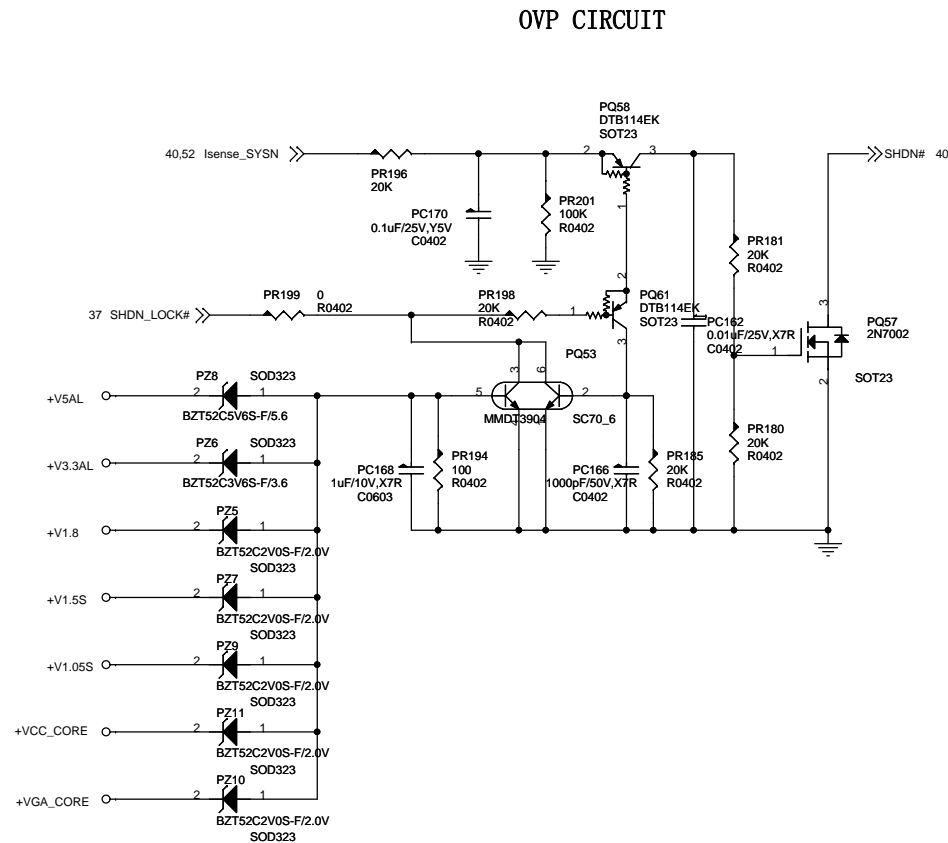 OVP CIRCUIT
PQ58
DTB114EK
SOT23
40,52 Isense_SYSN
2
3
SHDN# 40
PR196
20K
PC170
0.1uF/25V,Y5V
C0402
PR201
100K
R0402
1
PR181
20K
R0402
2
PR199
0
R0402
PR198
20K
R0402
1
PQ61
DTB114EK
SOT23
3
37 SHDN_LOCK#
PC162
0.01uF/25V,X7R
C0402
1
3
PQ57
2N7002
2
SOT23
PQ53
3
6
5
2
MMDT3904
SC70_6
PZ8
SOD323
+V5AL
2
1
BZT52C5V6S-F/5.6
PZ6
SOD323
+V3.3AL
2
1
BZT52C3V6S-F/3.6
PC168
1uF/10V,X7R
C0603
PR194
100
R0402
PC166
1000pF/50V,X7R
C0402
PR185
20K
R0402
PR180
20K
R0402
PZ5
+V1.8
2
1
BZT52C2V0S-F/2.0V
SOD323
PZ7
+V1.5S
2
1
BZT52C2V0S-F/2.0V
SOD323
PZ9
+V1.05S
2
1
BZT52C2V0S-F/2.0V
SOD323
PZ11
+VCC_CORE
2
1
BZT52C2V0S-F/2.0V
SOD323
PZ10
+VGA_CORE
2
1
BZT52C2V0S-F/2.0V
SOD323